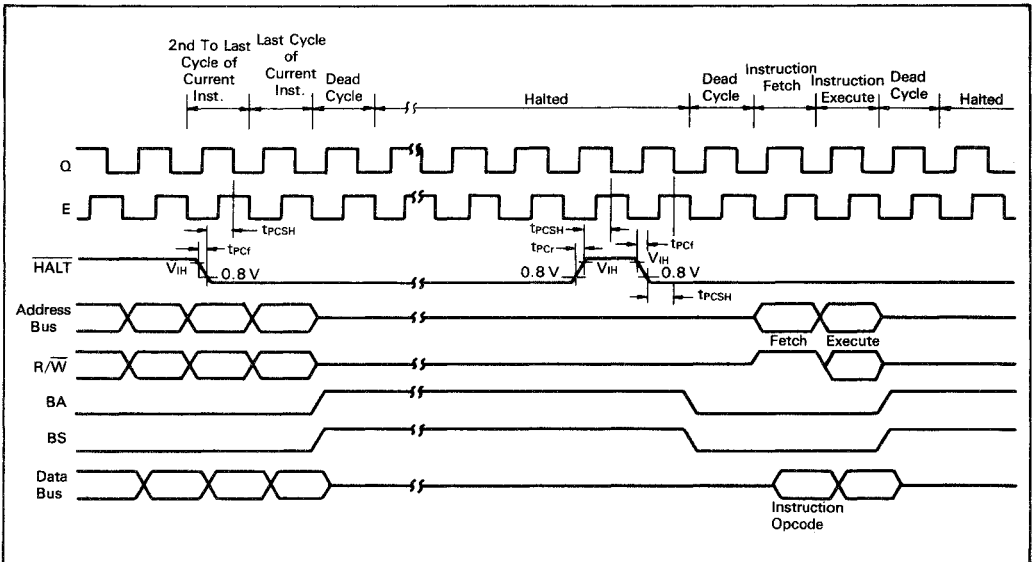 2nd To Last
Cycle of
Current
Inst.
Last Cycle
of
Current
Inst.
Dead
Cycle
Halted
Dead
Cycle
Instruction
Fetch
Instruction
Execute
Dead
Cycle
Halted
Q
E
tPCSH
tPCf
tPCSH
tPCr
tPCf
HALT
VIH
0.8 V
0.8 V
VIH
VIH
0.8 V
tPCSH
Address
Bus
Fetch
Execute
R/W
BA
BS
Data
Bus
Instruction
Opcode